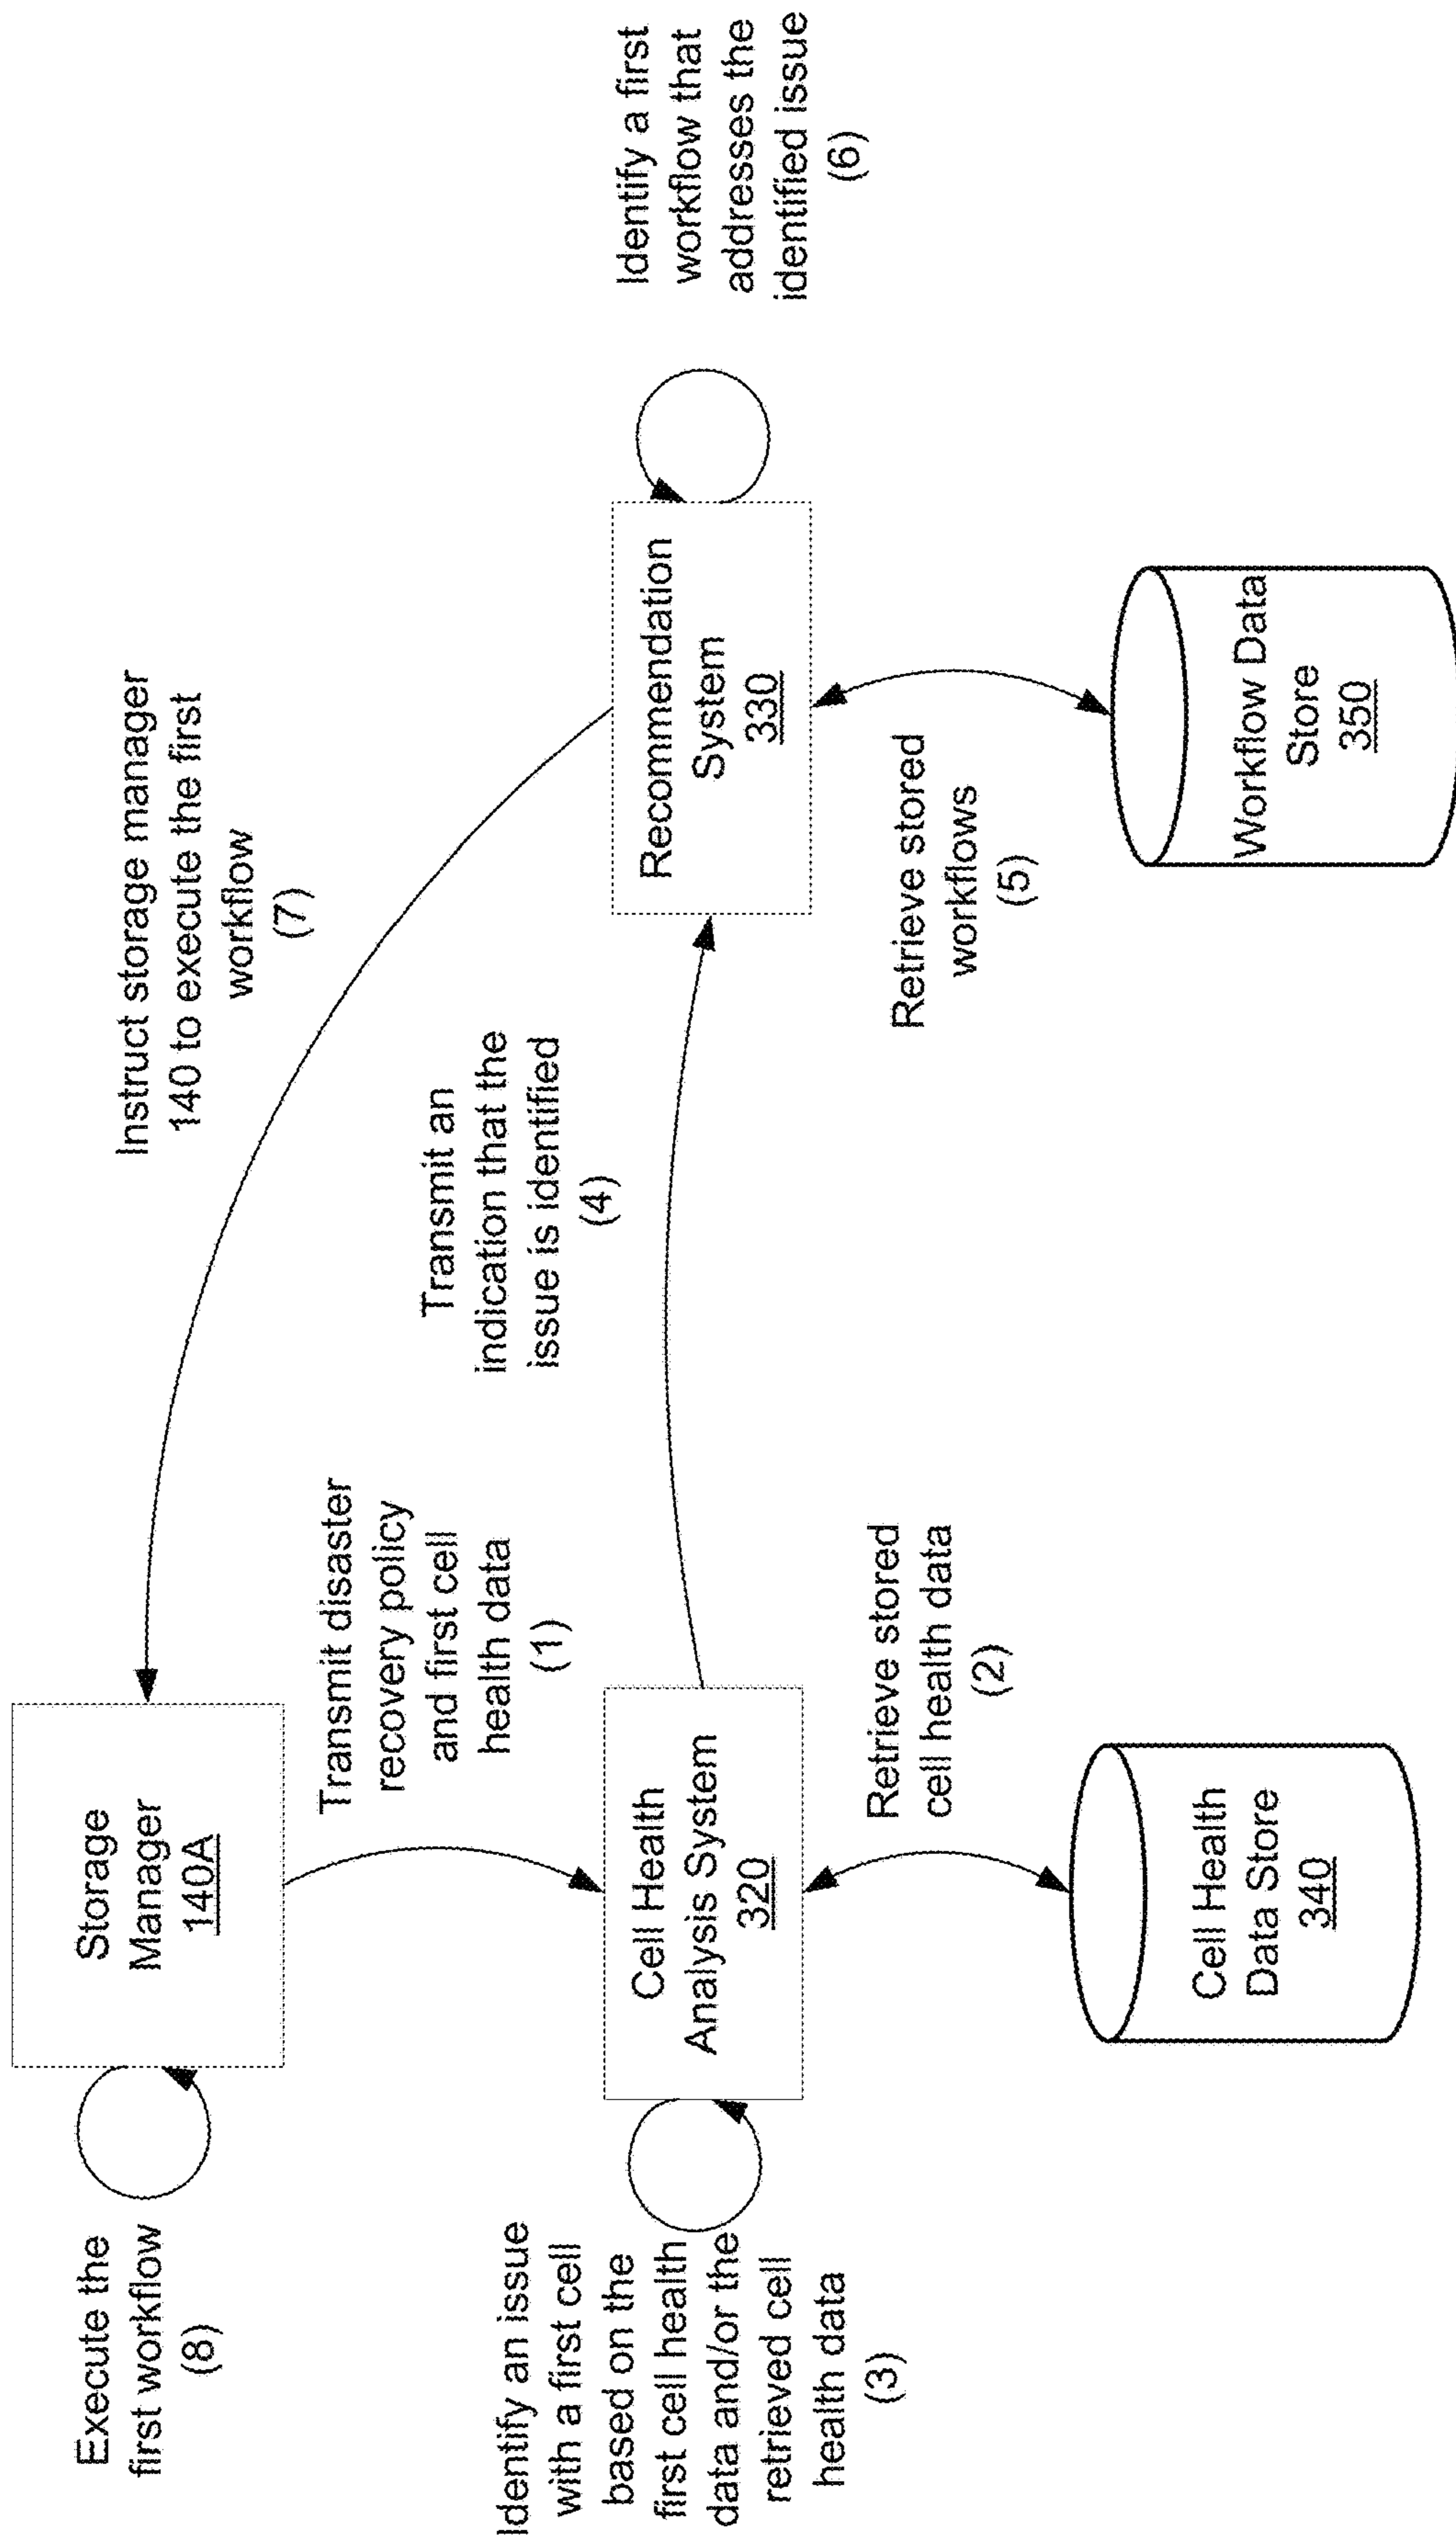 Execute the
first workflow
(8)
Storage
Manager
140A
Instruct storage manager
140 to execute the first
workflow
(7)
Transmit disaster
recovery policy
and first cell
health data
(1)
Transmit an
indication that the
issue is identified
(4)
Identify an issue
with a first cell
based on the
first cell health
data and/or the
retrieved cell
health data
(3)
Cell Health
Analysis System
320
Recommendation
System
330
Identify a first
workflow that
addresses the
identified issue
(6)
Retrieve stored
cell health data
(2)
Retrieve stored
workflows
(5)
Cell Health
Data Store
340
Workflow Data
Store
350